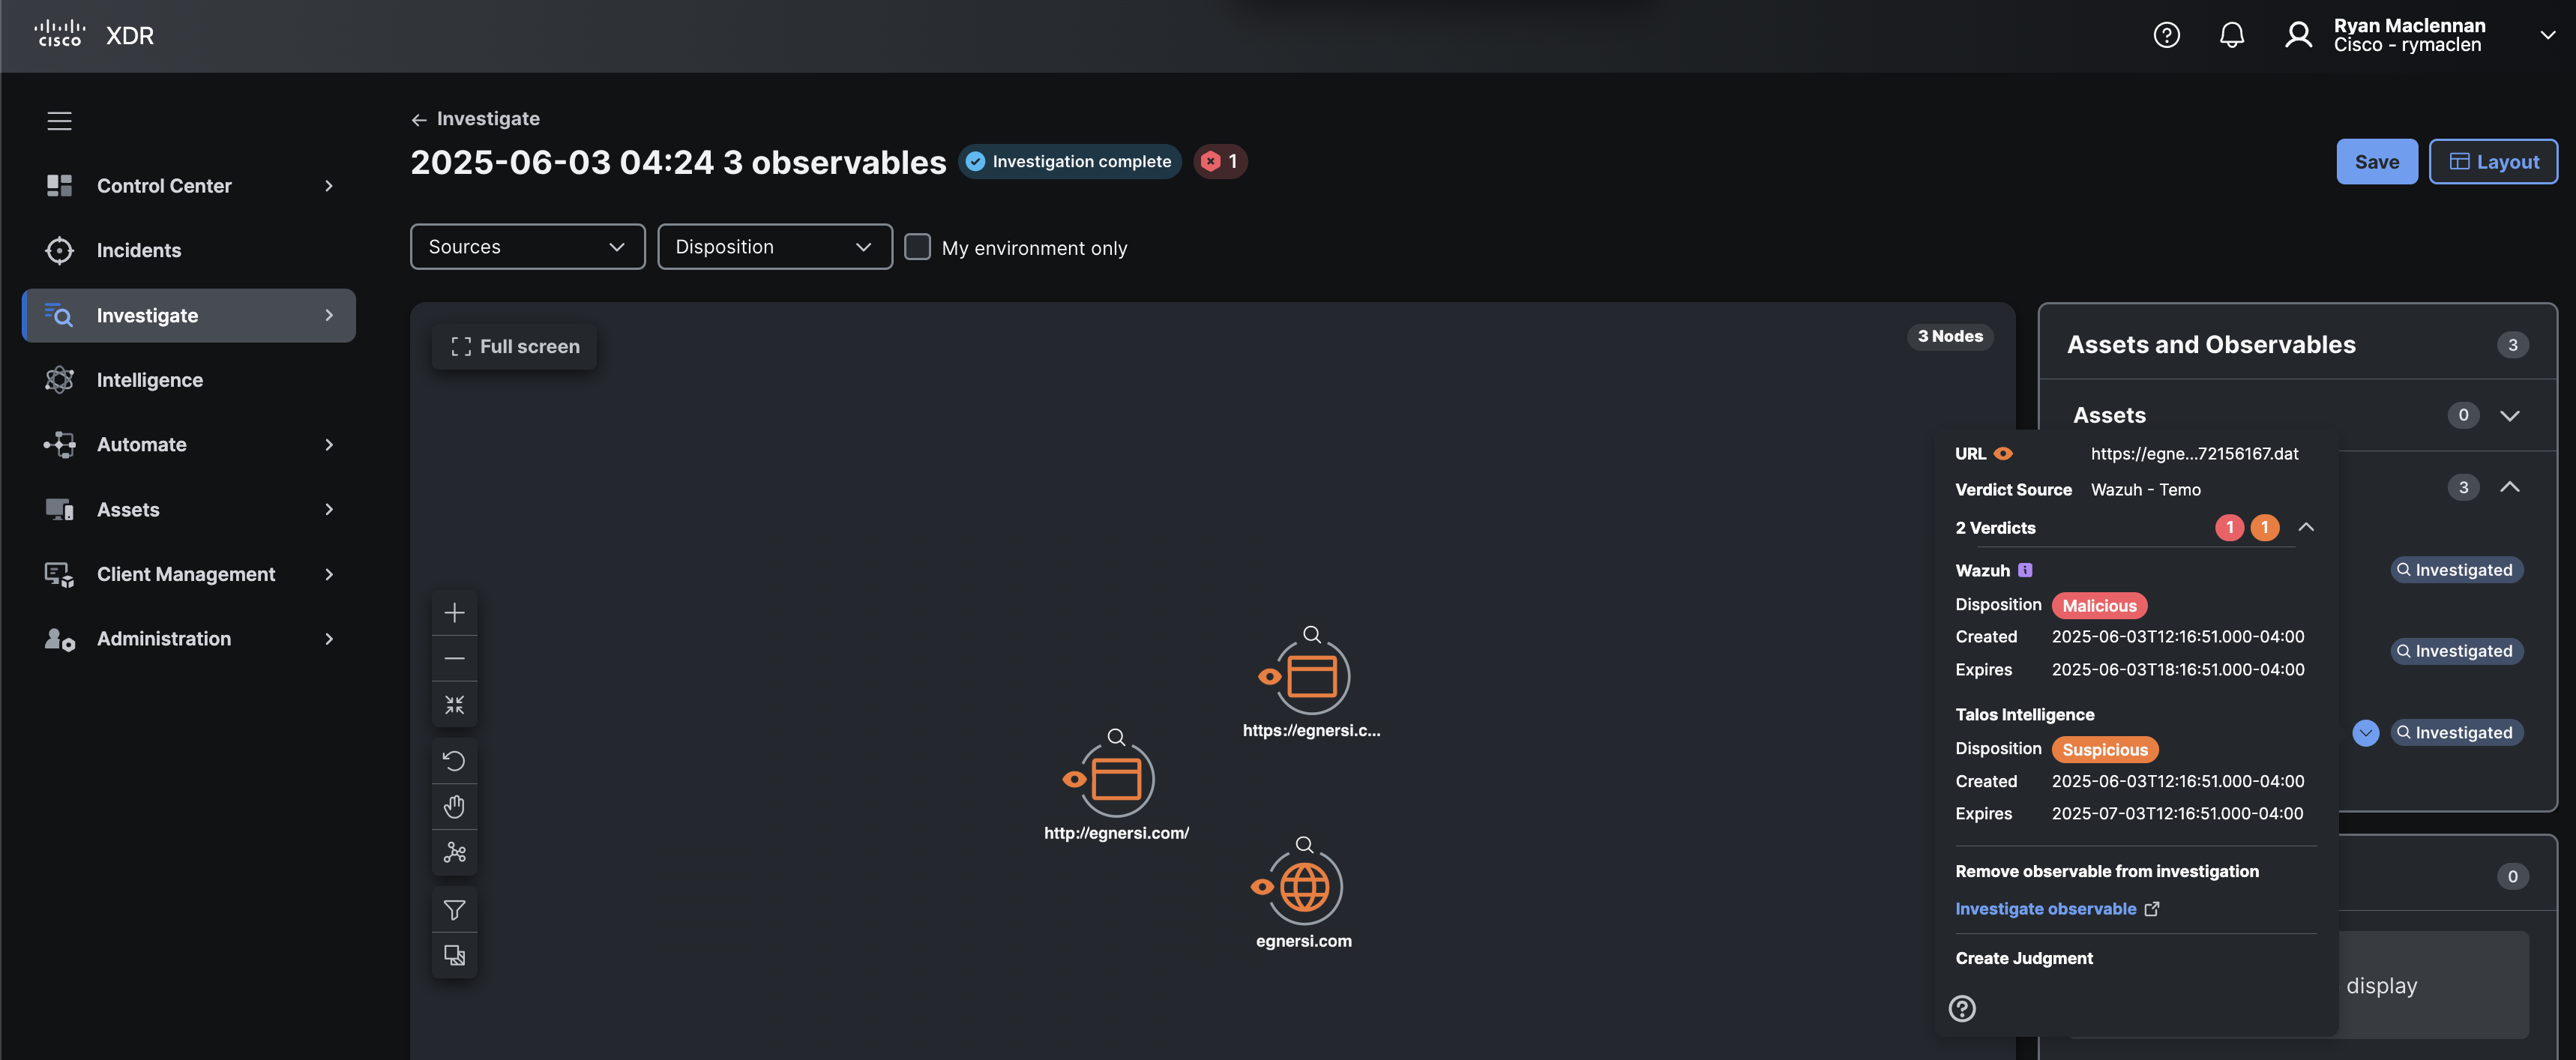 CISCO XDR
Ryan Maclennan
Cisco - rymaclen
Investigate
2025-06-03 04:24 3 observables
Investigation complete
1
Save
Layout
Control Center
Incidents
Investigate
Intelligence
Automate
Assets
Client Management
Administration
Sources
Disposition
My environment only
Full screen
3 Nodes
https://egnersi.c...
http://egnersi.com/
egnersi.com
Assets and Observables 3
Assets 0
3
Investigated
Investigated
Investigated
0
display
URL https://egne...72156167.dat
Verdict Source Wazuh - Temo
2 Verdicts 1 1
Wazuh
Disposition Malicious
Created 2025-06-03T12:16:51.000-04:00
Expires 2025-06-03T18:16:51.000-04:00
Talos Intelligence
Disposition Suspicious
Created 2025-06-03T12:16:51.000-04:00
Expires 2025-07-03T12:16:51.000-04:00
Remove observable from investigation
Investigate observable
Create Judgment